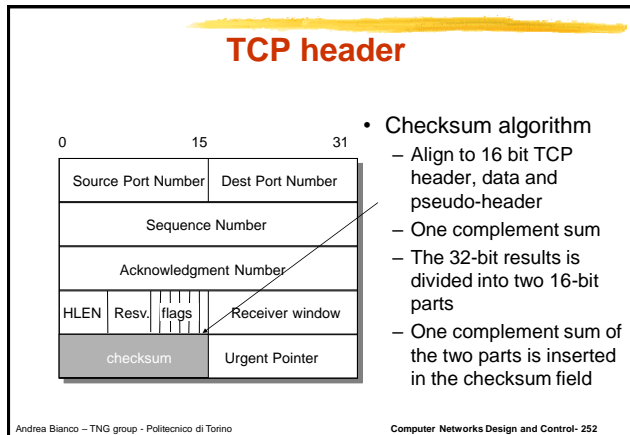 TCP header
0 15 31
Source Port Number Dest Port Number
Sequence Number
Acknowledgment Number
HLEN Resv. flags Receiver window
checksum Urgent Pointer
• Checksum algorithm
– Align to 16 bit TCP
header, data and
pseudo-header
– One complement sum
– The 32-bit results is
divided into two 16-bit
parts
– One complement sum of
the two parts is inserted
in the checksum field
Andrea Bianco – TNG group - Politecnico di Torino
Computer Networks Design and Control- 252